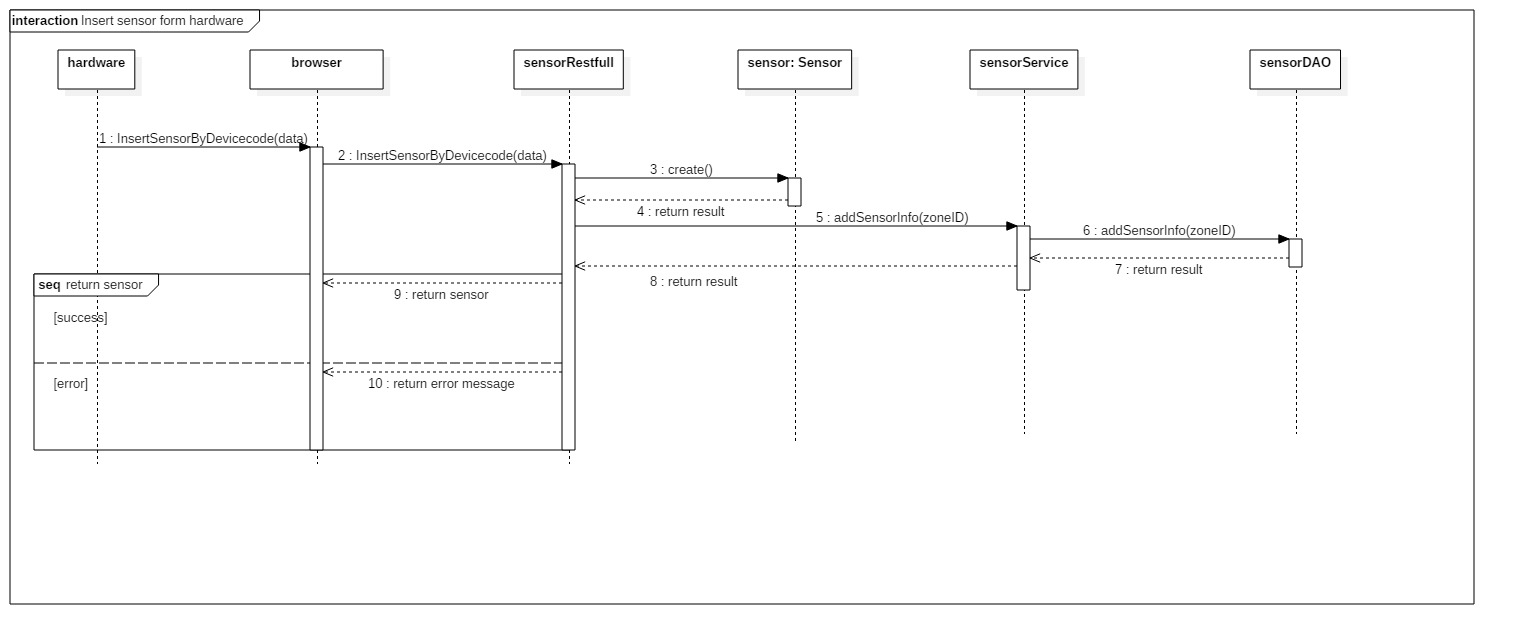 interaction Insert sensor form hardware
hardware
browser
sensorRestfull
sensor: Sensor
sensorService
sensorDAO
1 : InsertSensorByDevicecode(data)
2 : InsertSensorByDevicecode(data)
3 : create()
4 : return result
5 : addSensorInfo(zoneID)
6 : addSensorInfo(zoneID)
7 : return result
8 : return result
seq return sensor
9 : return sensor
[success]
10 : return error message
[error]